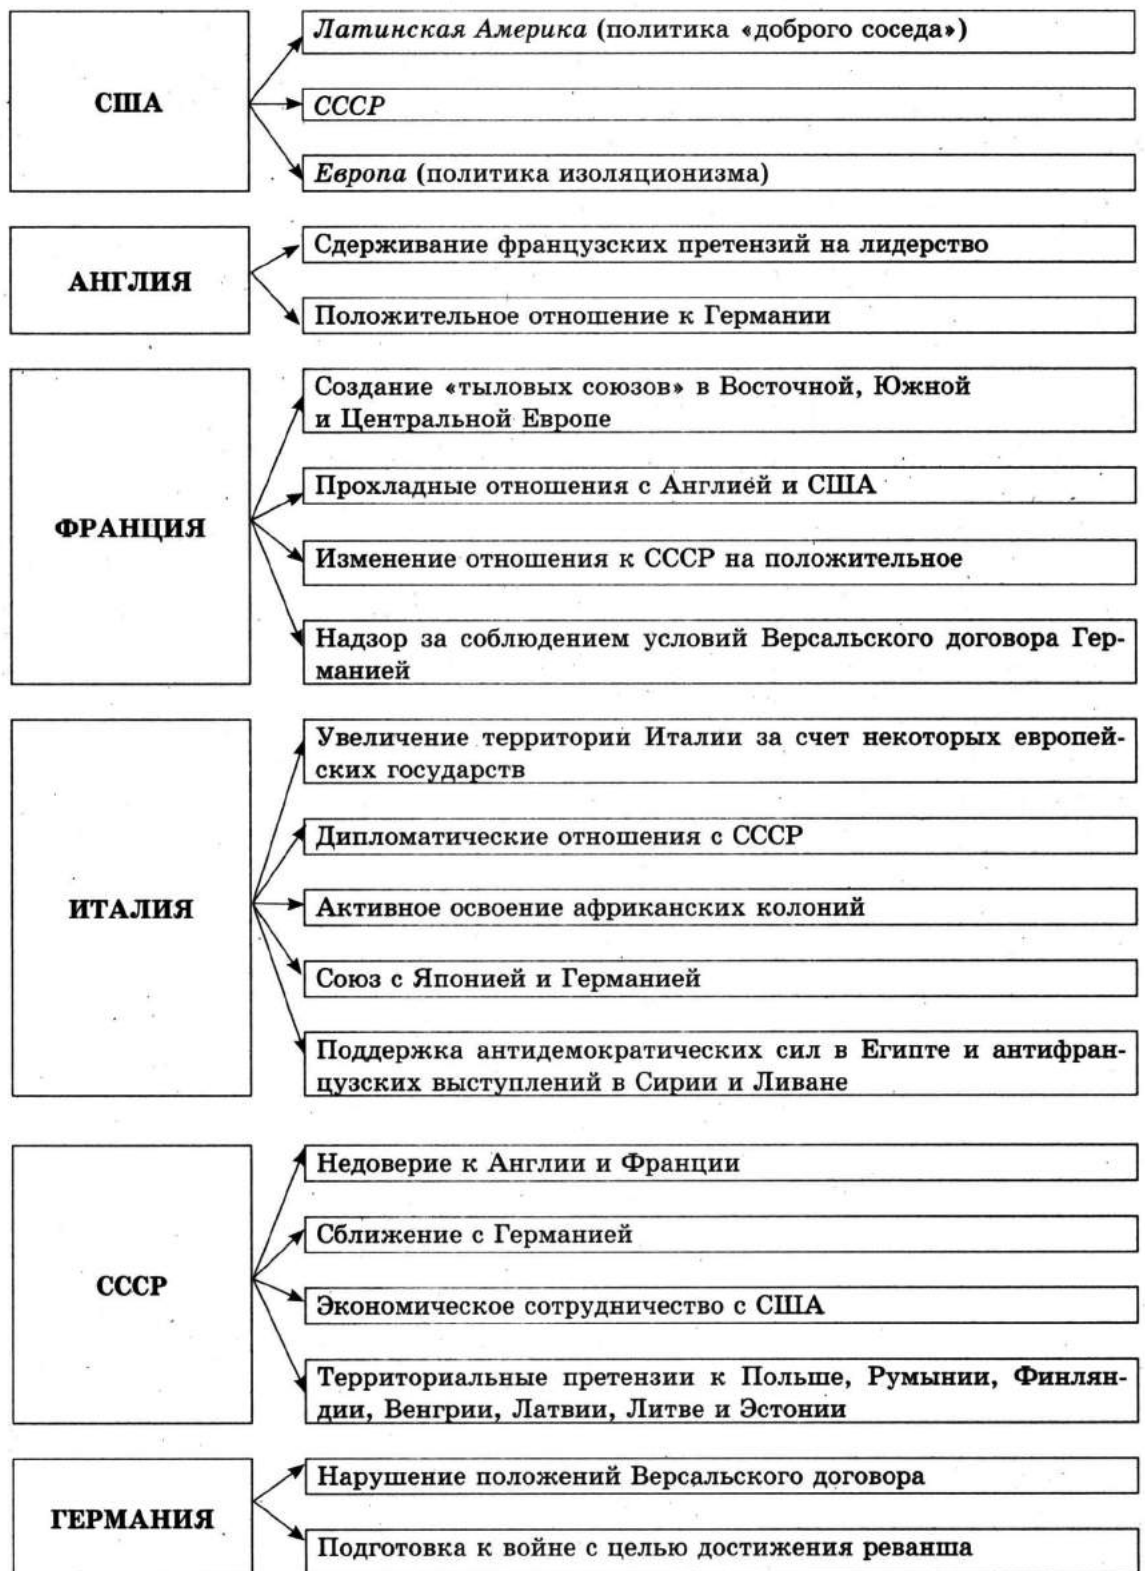 США
Латинская Америка (политика «доброго соседа»)
СССР
Европа (политика изоляционизма)
АНГЛИЯ
Сдерживание французских претензий на лидерство
Положительное отношение к Германии
ФРАНЦИЯ
Создание «тыловых союзов» в Восточной, Южной
и Центральной Европе
Прохладные отношения с Англией и США
Изменение отношения к СССР на положительное
Надзор за соблюдением условий Версальского договора Гер-
манией
ИТАЛИЯ
Увеличение территории Италии за счет некоторых европей-
ских государств
Дипломатические отношения с СССР
Активное освоение африканских колоний
Союз с Японией и Германией
Поддержка антидемократических сил в Египте и антифран-
цузских выступлений в Сирии и Ливане
СССР
Недоверие к Англии и Франции
Сближение с Германией
Экономическое сотрудничество с США
Территориальные претензии к Польше, Румынии, Финлян-
дии, Венгрии, Латвии, Литве и Эстонии
ГЕРМАНИЯ
Нарушение положений Версальского договора
Подготовка к войне с целью достижения реванша